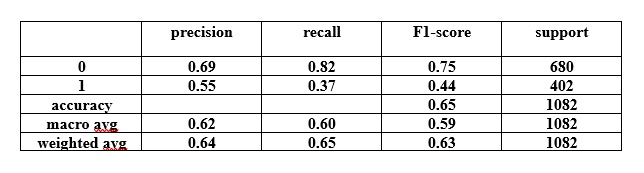 precision recall F1-score support
0 0.69 0.82 0.75 680
1 0.55 0.37 0.44 402
accuracy 0.65 1082
macro avg 0.62 0.60 0.59 1082
weighted avg 0.64 0.65 0.63 1082